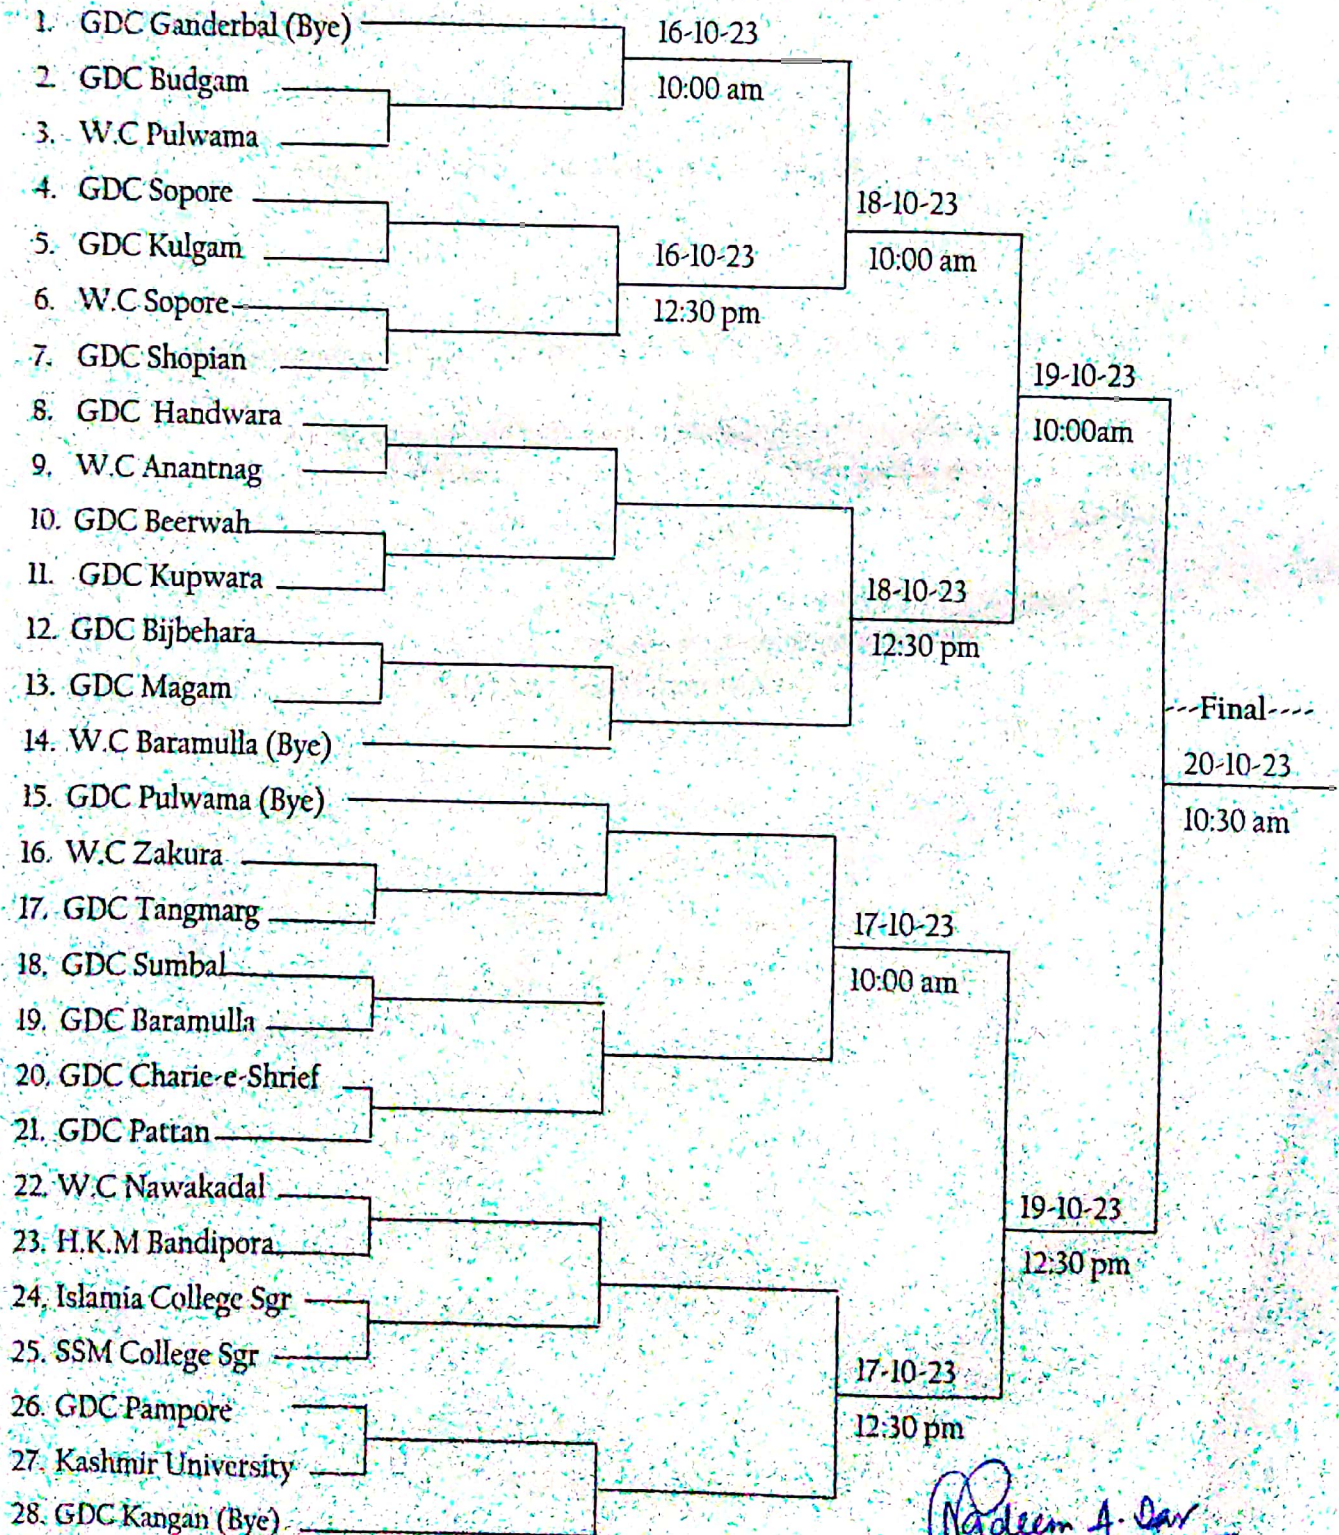 1. GDC Ganderbal (Bye)
2. GDC Budgam
3. W.C Pulwama
4. GDC Sopore
5. GDC Kulgam
6. W.C Sopore
7. GDC Shopian
8. GDC Handwara
9. W.C Anantnag
10. GDC Beerwah
11. GDC Kupwara
12. GDC Bijbehara
13. GDC Magam
14. W.C Baramulla (Bye)
15. GDC Pulwama (Bye)
16. W.C Zakura
17. GDC Tangmarg
18. GDC Sumbal
19. GDC Baramulla
20. GDC Charie-e-Shrief
21. GDC Pattan
22. W.C Nawakadal
23. H.K.M Bandipora
24. Islamia College Sgr
25. SSM College Sgr
26. GDC Pampore
27. Kashmir University
28. GDC Kangan (Bye)
16-10-23
10:00 am
16-10-23
12:30 pm
18-10-23
10:00 am
18-10-23
12:30 pm
17-10-23
10:00 am
17-10-23
12:30 pm
19-10-23
10:00am
19-10-23
12:30 pm
---Final----
20-10-23
10:30 am
Nadeem A. Dar